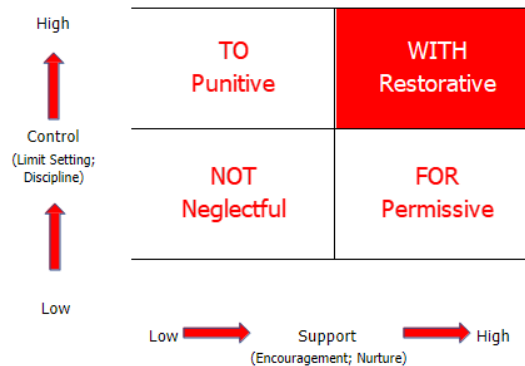 High
TO
Punitive
WITH
Restorative
Control
(Limit Setting;
Discipline)
NOT
Neglectful
FOR
Permissive
Low
Low
Support
High
(Encouragement; Nurture)